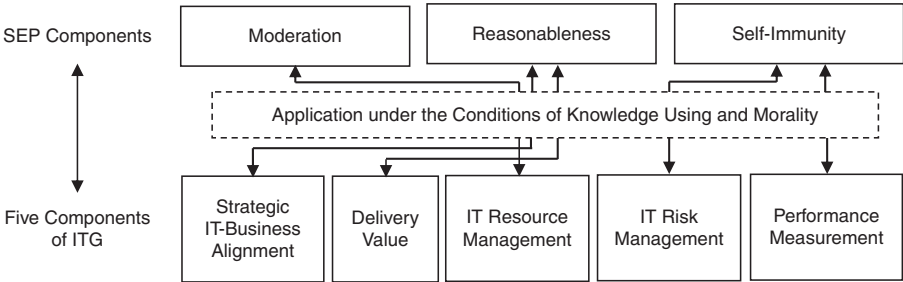 SEP Components
Moderation
Reasonableness
Self-Immunity
Application under the Conditions of Knowledge Using and Morality
Five Components
of ITG
Strategic
IT-Business
Alignment
Delivery
Value
IT Resource
Management
IT Risk
Management
Performance
Measurement